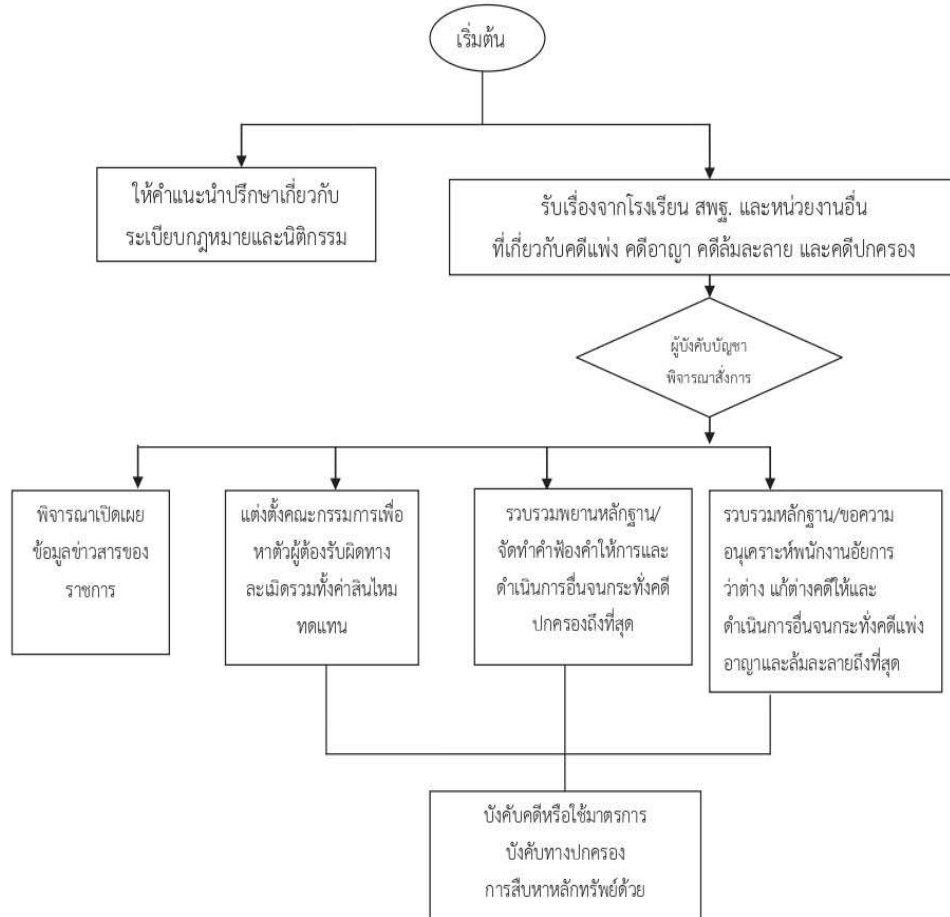 เริ่มต้น
ให้คำแนะนำปรึกษาเกี่ยวกับ
ระเบียบกฎหมายและนิติกรรม
รับเรื่องจากโรงเรียน สพฐ. และหน่วยงานอื่น
ที่เกี่ยวกับคดีแพ่ง คดีอาญา คดีล้มละลาย และคดีปกครอง
ผู้บังคับบัญชา
พิจารณาสั่งการ
พิจารณาเปิดเผย
ข้อมูลข่าวสารของ
ราชการ
แต่งตั้งคณะกรรมการเพื่อ
หาตัวผู้ต้องรับผิดทาง
ละเมิดรวมทั้งค่าสินไหม
ทดแทน
รวบรวมพยานหลักฐาน/
จัดทำคำฟ้องคำให้การและ
ดำเนินการอื่นจนกระทั่งคดี
ปกครองถึงที่สุด
รวบรวมหลักฐาน/ขอความ
อนุเคราะห์พนักงานอัยการ
ว่าต่าง แก้ต่างคดีให้และ
ดำเนินการอื่นจนกระทั่งคดีแพ่ง
อาญาและล้มละลายถึงที่สุด
บังคับคดีหรือใช้มาตรการ
บังคับทางปกครอง
การสืบหาหลักทรัพย์ด้วย